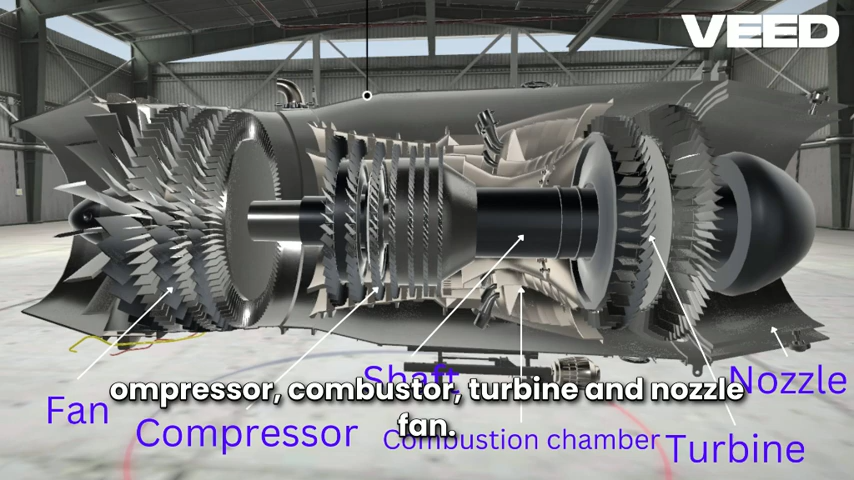 VEED
Shaft
Nozzle
ompressor, combustor, turbine and nozzle
fan.
Fan
Compressor
Combustion chamber
Turbine